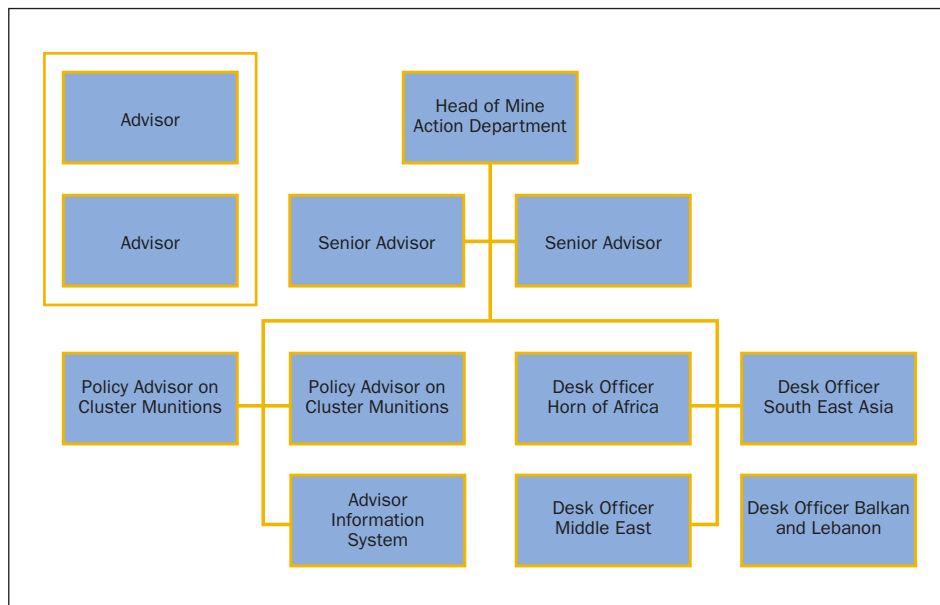 Advisor
Head of Mine
Action Department
Advisor
Senior Advisor
Senior Advisor
Policy Advisor on
Cluster Munitions
Policy Advisor on
Cluster Munitions
Desk Officer
Horn of Africa
Desk Officer
South East Asia
Advisor
Information
System
Desk Officer
Middle East
Desk Officer Balkan
and Lebanon